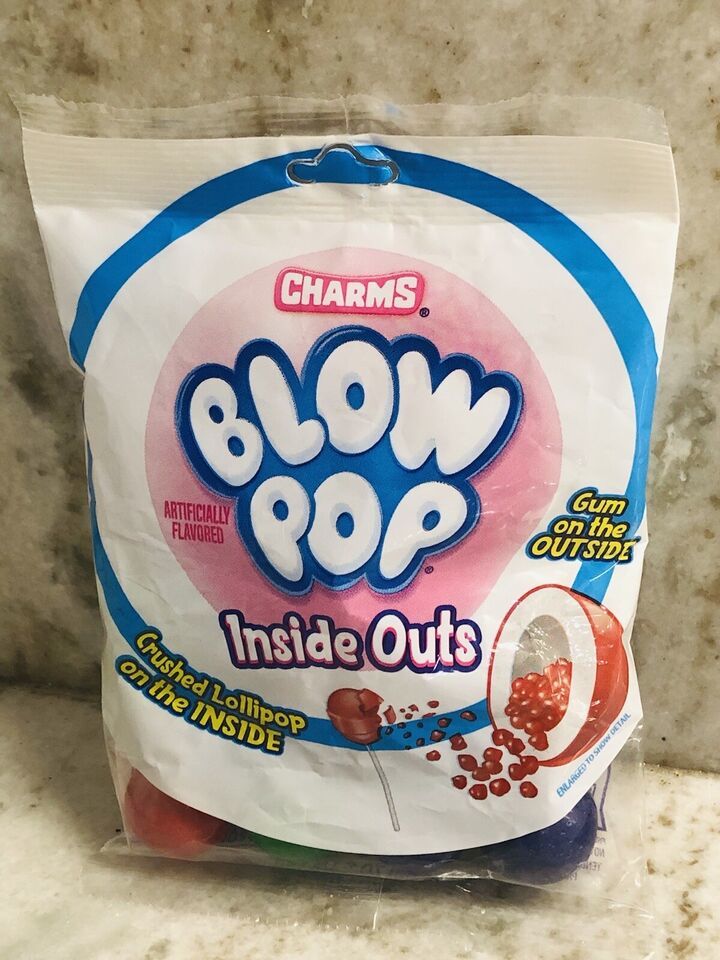 CHARMS®
BLOW
POP®
ARTIFICIALLY
FLAVORED
Inside Outs
Gum
on the
OUTSIDE
Crushed Lollipop
on the INSIDE
ENLARGED TO SHOW DETAIL